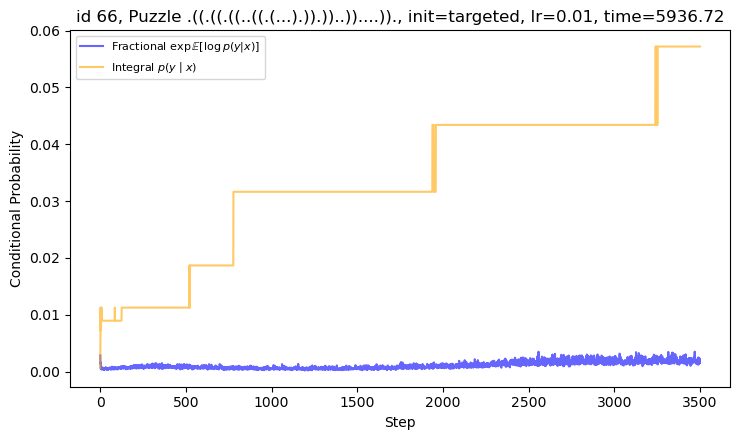 id 66, Puzzle .((.((.((..((.(...).)).))..))....))., init=targeted, lr=0.01, time=5936.72
Fractional exp𝔼[log p(y|x)]
Integral p(y | x)
Conditional Probability
0.06
0.05
0.04
0.03
0.02
0.01
0.00
0 500 1000 1500 2000 2500 3000 3500
Step